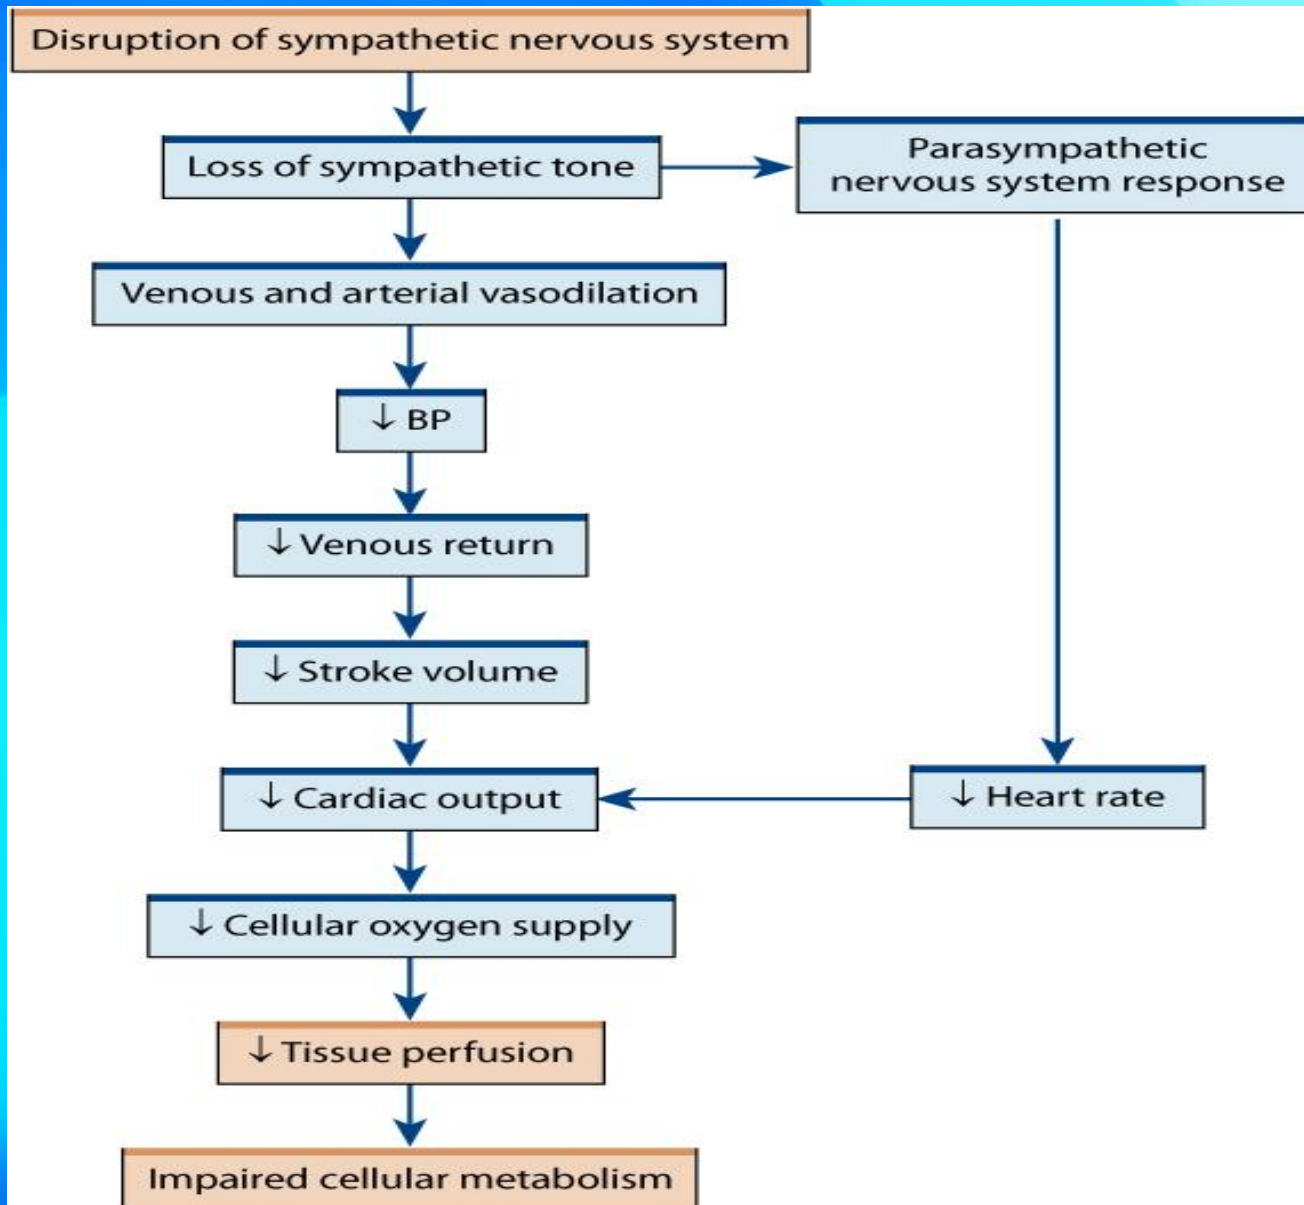 Disruption of sympathetic nervous system
Loss of sympathetic tone
Parasympathetic
nervous system response
Venous and arterial vasodilation
↓ BP
↓ Venous return
↓ Stroke volume
↓ Cardiac output
↓ Heart rate
↓ Cellular oxygen supply
↓ Tissue perfusion
Impaired cellular metabolism